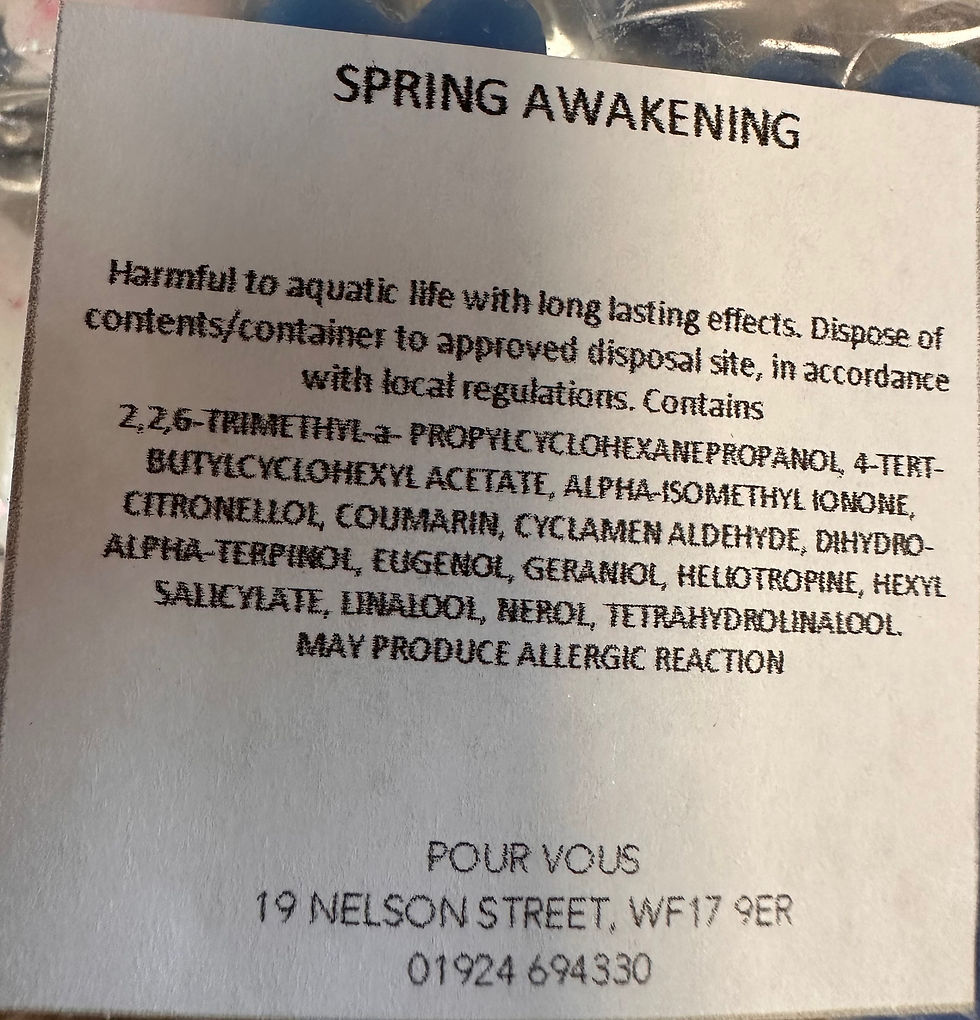 SPRING AWAKENING
Harmful to aquatic life with long lasting effects. Dispose of
contents/container to approved disposal site, in accordance
with local regulations. Contains
2,2,6-TRIMETHYL-a- PROPYLCYCLOHEXANEPROPANOL, 4-TERT-
BUTYLCYCLOHEXYL ACETATE, ALPHA-ISOMETHYL IONONE,
CITRONELLOL, COUMARIN, CYCLAMEN ALDEHYDE, DIHYDRO-
ALPHA-TERPINOL, EUGENOL, GERANIOL, HELIOTROPINE, HEXYL
SALICYLATE, LINALOOL, NEROL, TETRAHYDROLINALOOL.
MAY PRODUCE ALLERGIC REACTION
POUR VOUS
19 NELSON STREET, WF17 9ER
01924 694330